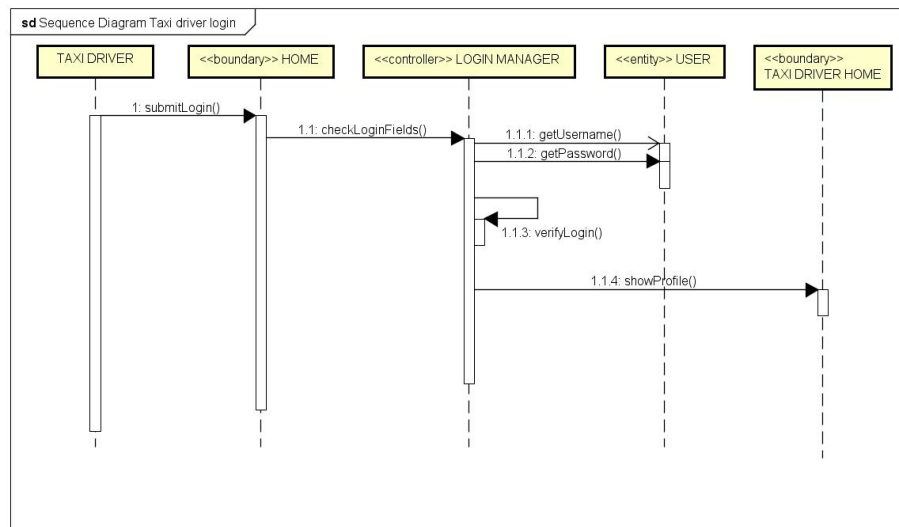 sd Sequence Diagram Taxi driver login
TAXI DRIVER
<<boundary>> HOME
<<controller>> LOGIN MANAGER
<<entity>> USER
<<boundary>>
TAXI DRIVER HOME
1: submitLogin()
1.1: checkLoginFields()
1.1.1: getUsername()
1.1.2: getPassword()
1.1.3: verifyLogin()
1.1.4: showProfile()